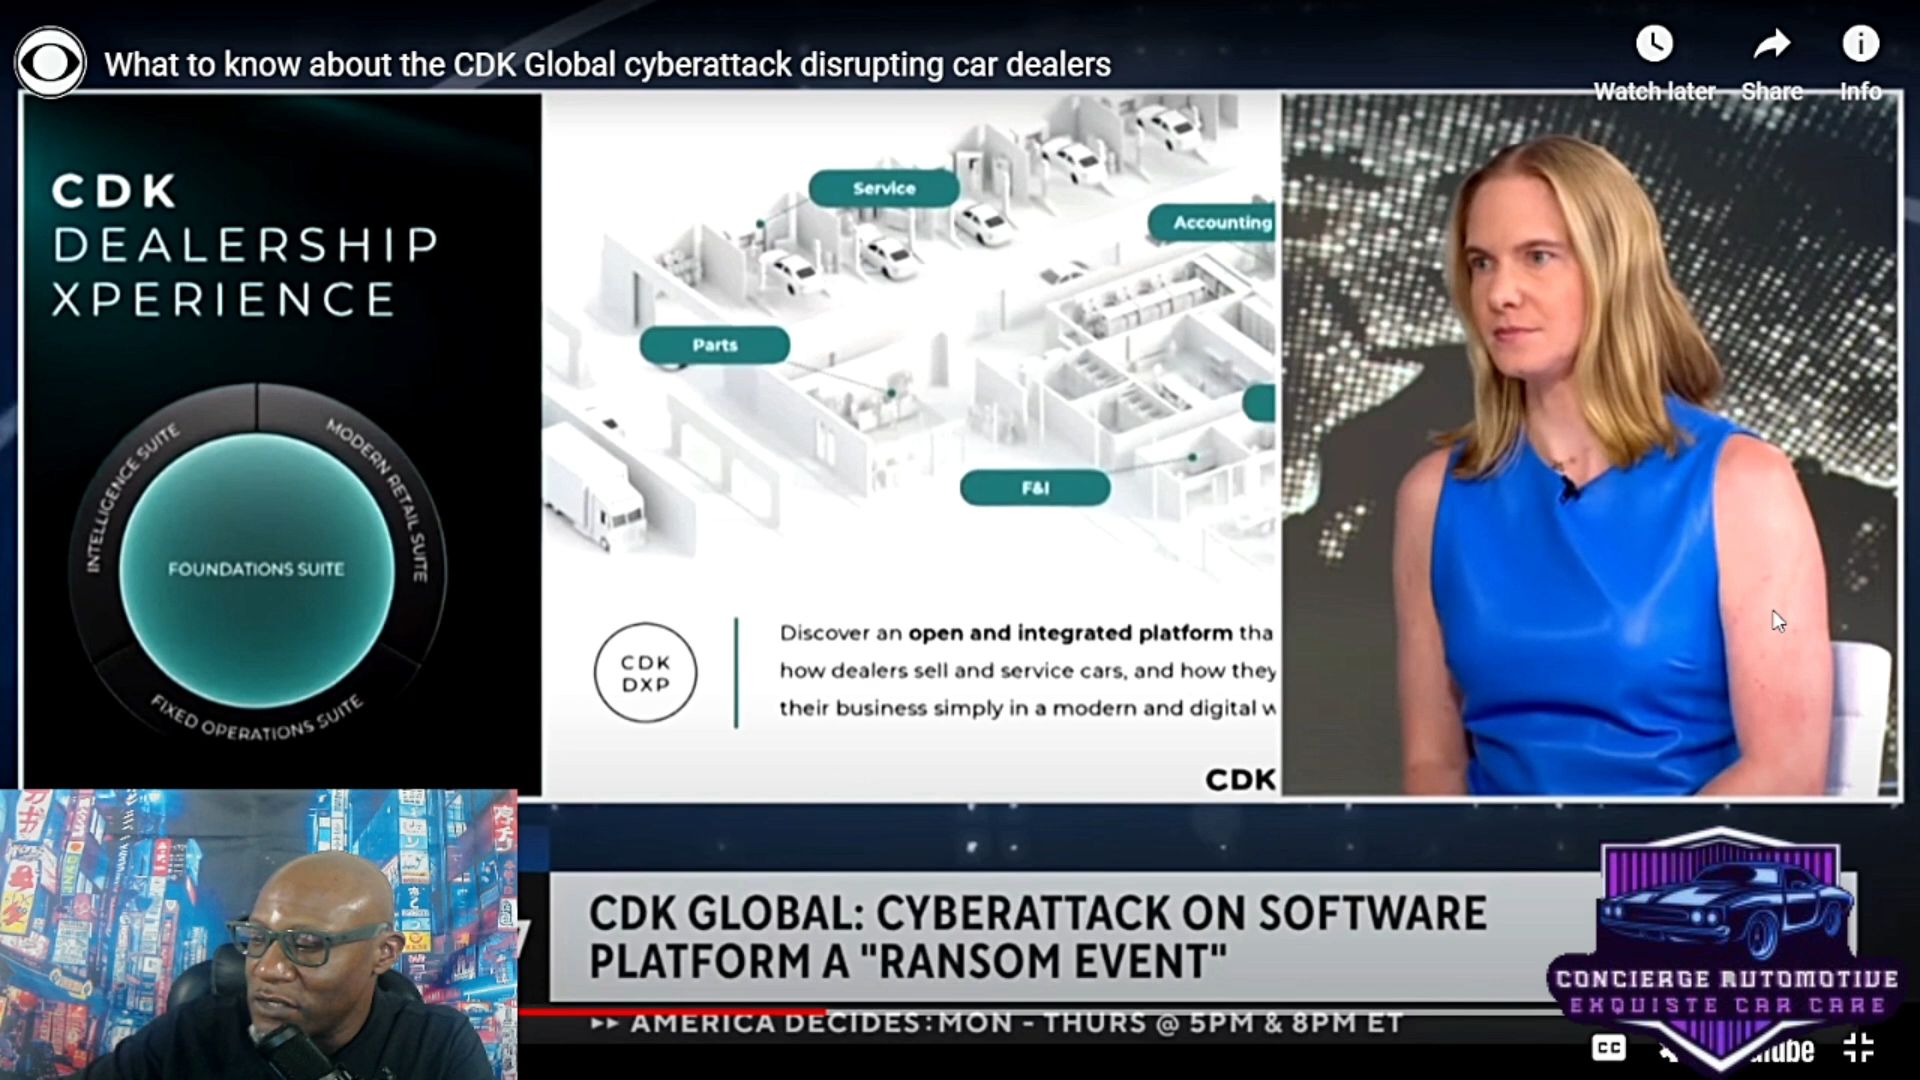 What to know about the CDK Global cyberattack disrupting car dealers
Watch later
Share
Info
CDK
DEALERSHIP
XPERIENCE
INTELLIGENCE SUITE
MODERN RETAIL SUITE
FOUNDATIONS SUITE
FIXED OPERATIONS SUITE
Service
Accounting
Parts
F&I
CDK
DXP
Discover an open and integrated platform tha
how dealers sell and service cars, and how they
their business simply in a modern and digital w
CDK
CDK GLOBAL: CYBERATTACK ON SOFTWARE
PLATFORM A "RANSOM EVENT"
AMERICA DECIDES: MON - THURS @ 5PM & 8PM ET
CONCIERGE AUTOMOTIVE
EXQUISTE CAR CARE
CC